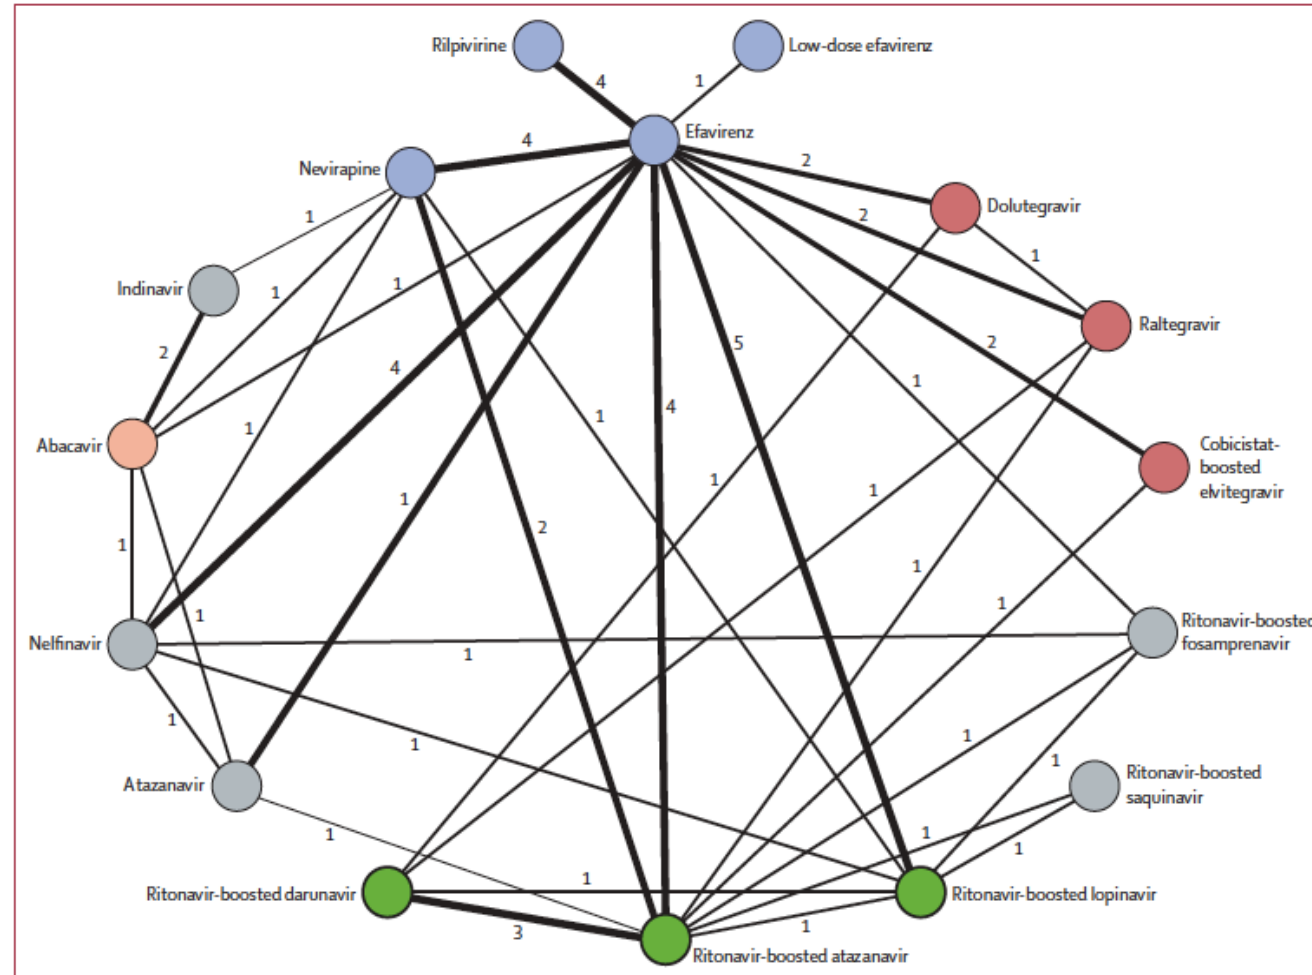 Rilpivirine
Low-dose efavirenz
4
1
Efavirenz
4
2
Nevirapine
Dolutegravir
2
1
1
Indinavir
1
1
Raltegravir
2
5
2
4
1
4
1
1
Abacavir
1
Cobicistat-
boosted
elvitegravir
1
1
1
2
1
1
1
1
Ritonavir-boosted
fosamprenavir
Nelfinavir
1
1
1
1
1
Ritonavir-boosted
saquinavir
Atazanavir
1
1
1
1
Ritonavir-boosted darunavir
Ritonavir-boosted lopinavir
3
1
Ritonavir-boosted atazanavir